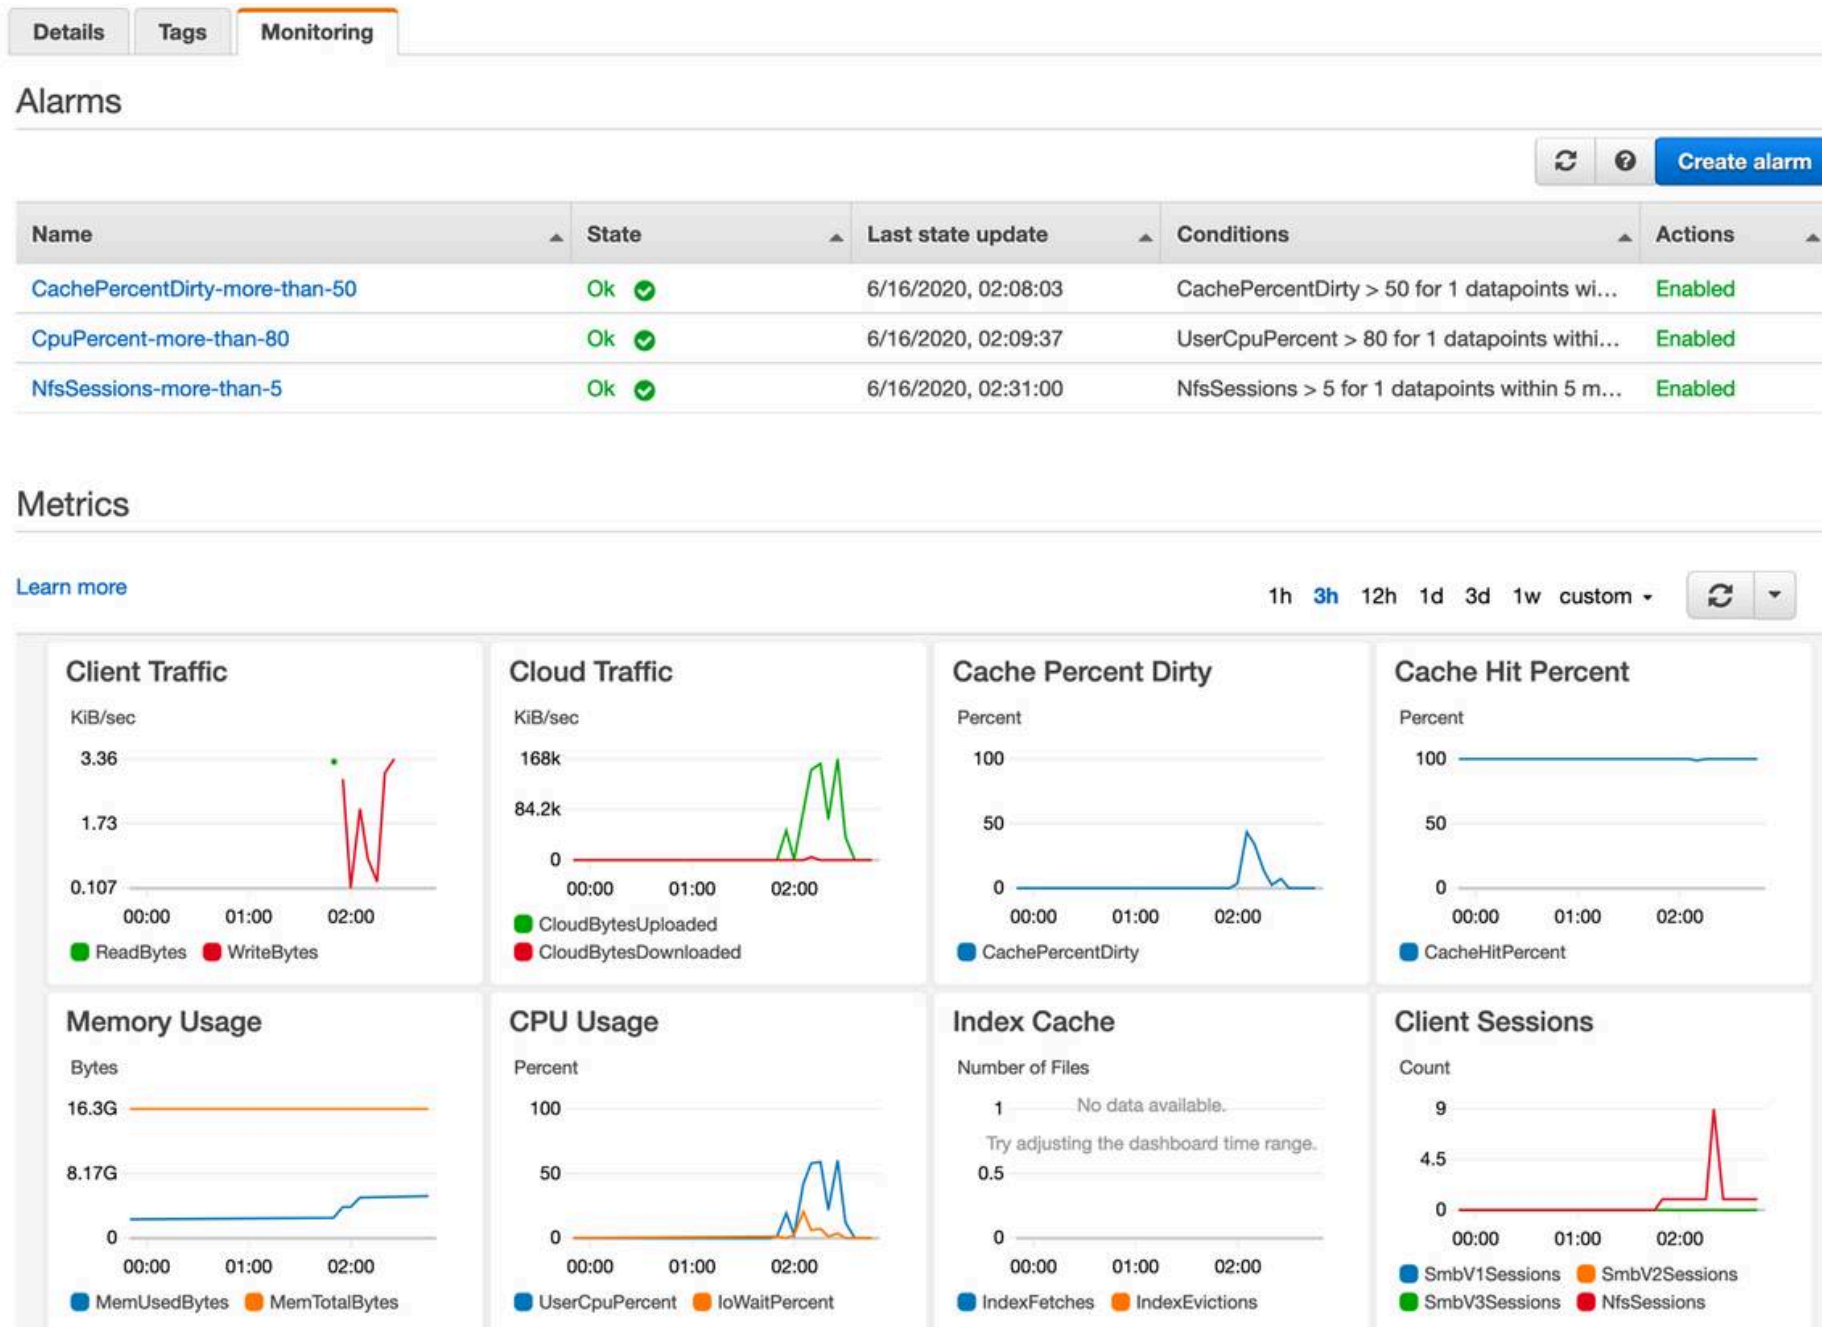 Details Tags Monitoring
Alarms
Create alarm
Name State Last state update Conditions Actions
CachePercentDirty-more-than-50 Ok 6/16/2020, 02:08:03 CachePercentDirty > 50 for 1 datapoints wi... Enabled
CpuPercent-more-than-80 Ok 6/16/2020, 02:09:37 UserCpuPercent > 80 for 1 datapoints withi... Enabled
NfsSessions-more-than-5 Ok 6/16/2020, 02:31:00 NfsSessions > 5 for 1 datapoints within 5 m... Enabled
Metrics
Learn more
1h 3h 12h 1d 3d 1w custom
Client Traffic
KiB/sec
3.36
1.73
0.107
00:00 01:00 02:00
ReadBytes WriteBytes
Cloud Traffic
KiB/sec
168k
84.2k
0
00:00 01:00 02:00
CloudBytesUploaded
CloudBytesDownloaded
Cache Percent Dirty
Percent
100
50
0
00:00 01:00 02:00
CachePercentDirty
Cache Hit Percent
Percent
100
50
0
00:00 01:00 02:00
CacheHitPercent
Memory Usage
Bytes
16.3G
8.17G
0
00:00 01:00 02:00
MemUsedBytes MemTotalBytes
CPU Usage
Percent
100
50
0
00:00 01:00 02:00
UserCpuPercent IoWaitPercent
Index Cache
Number of Files
1
No data available.
Try adjusting the dashboard time range.
0.5
0
00:00 01:00 02:00
IndexFetches IndexEvictions
Client Sessions
Count
9
4.5
0
00:00 01:00 02:00
SmbV1Sessions SmbV2Sessions
SmbV3Sessions NfsSessions